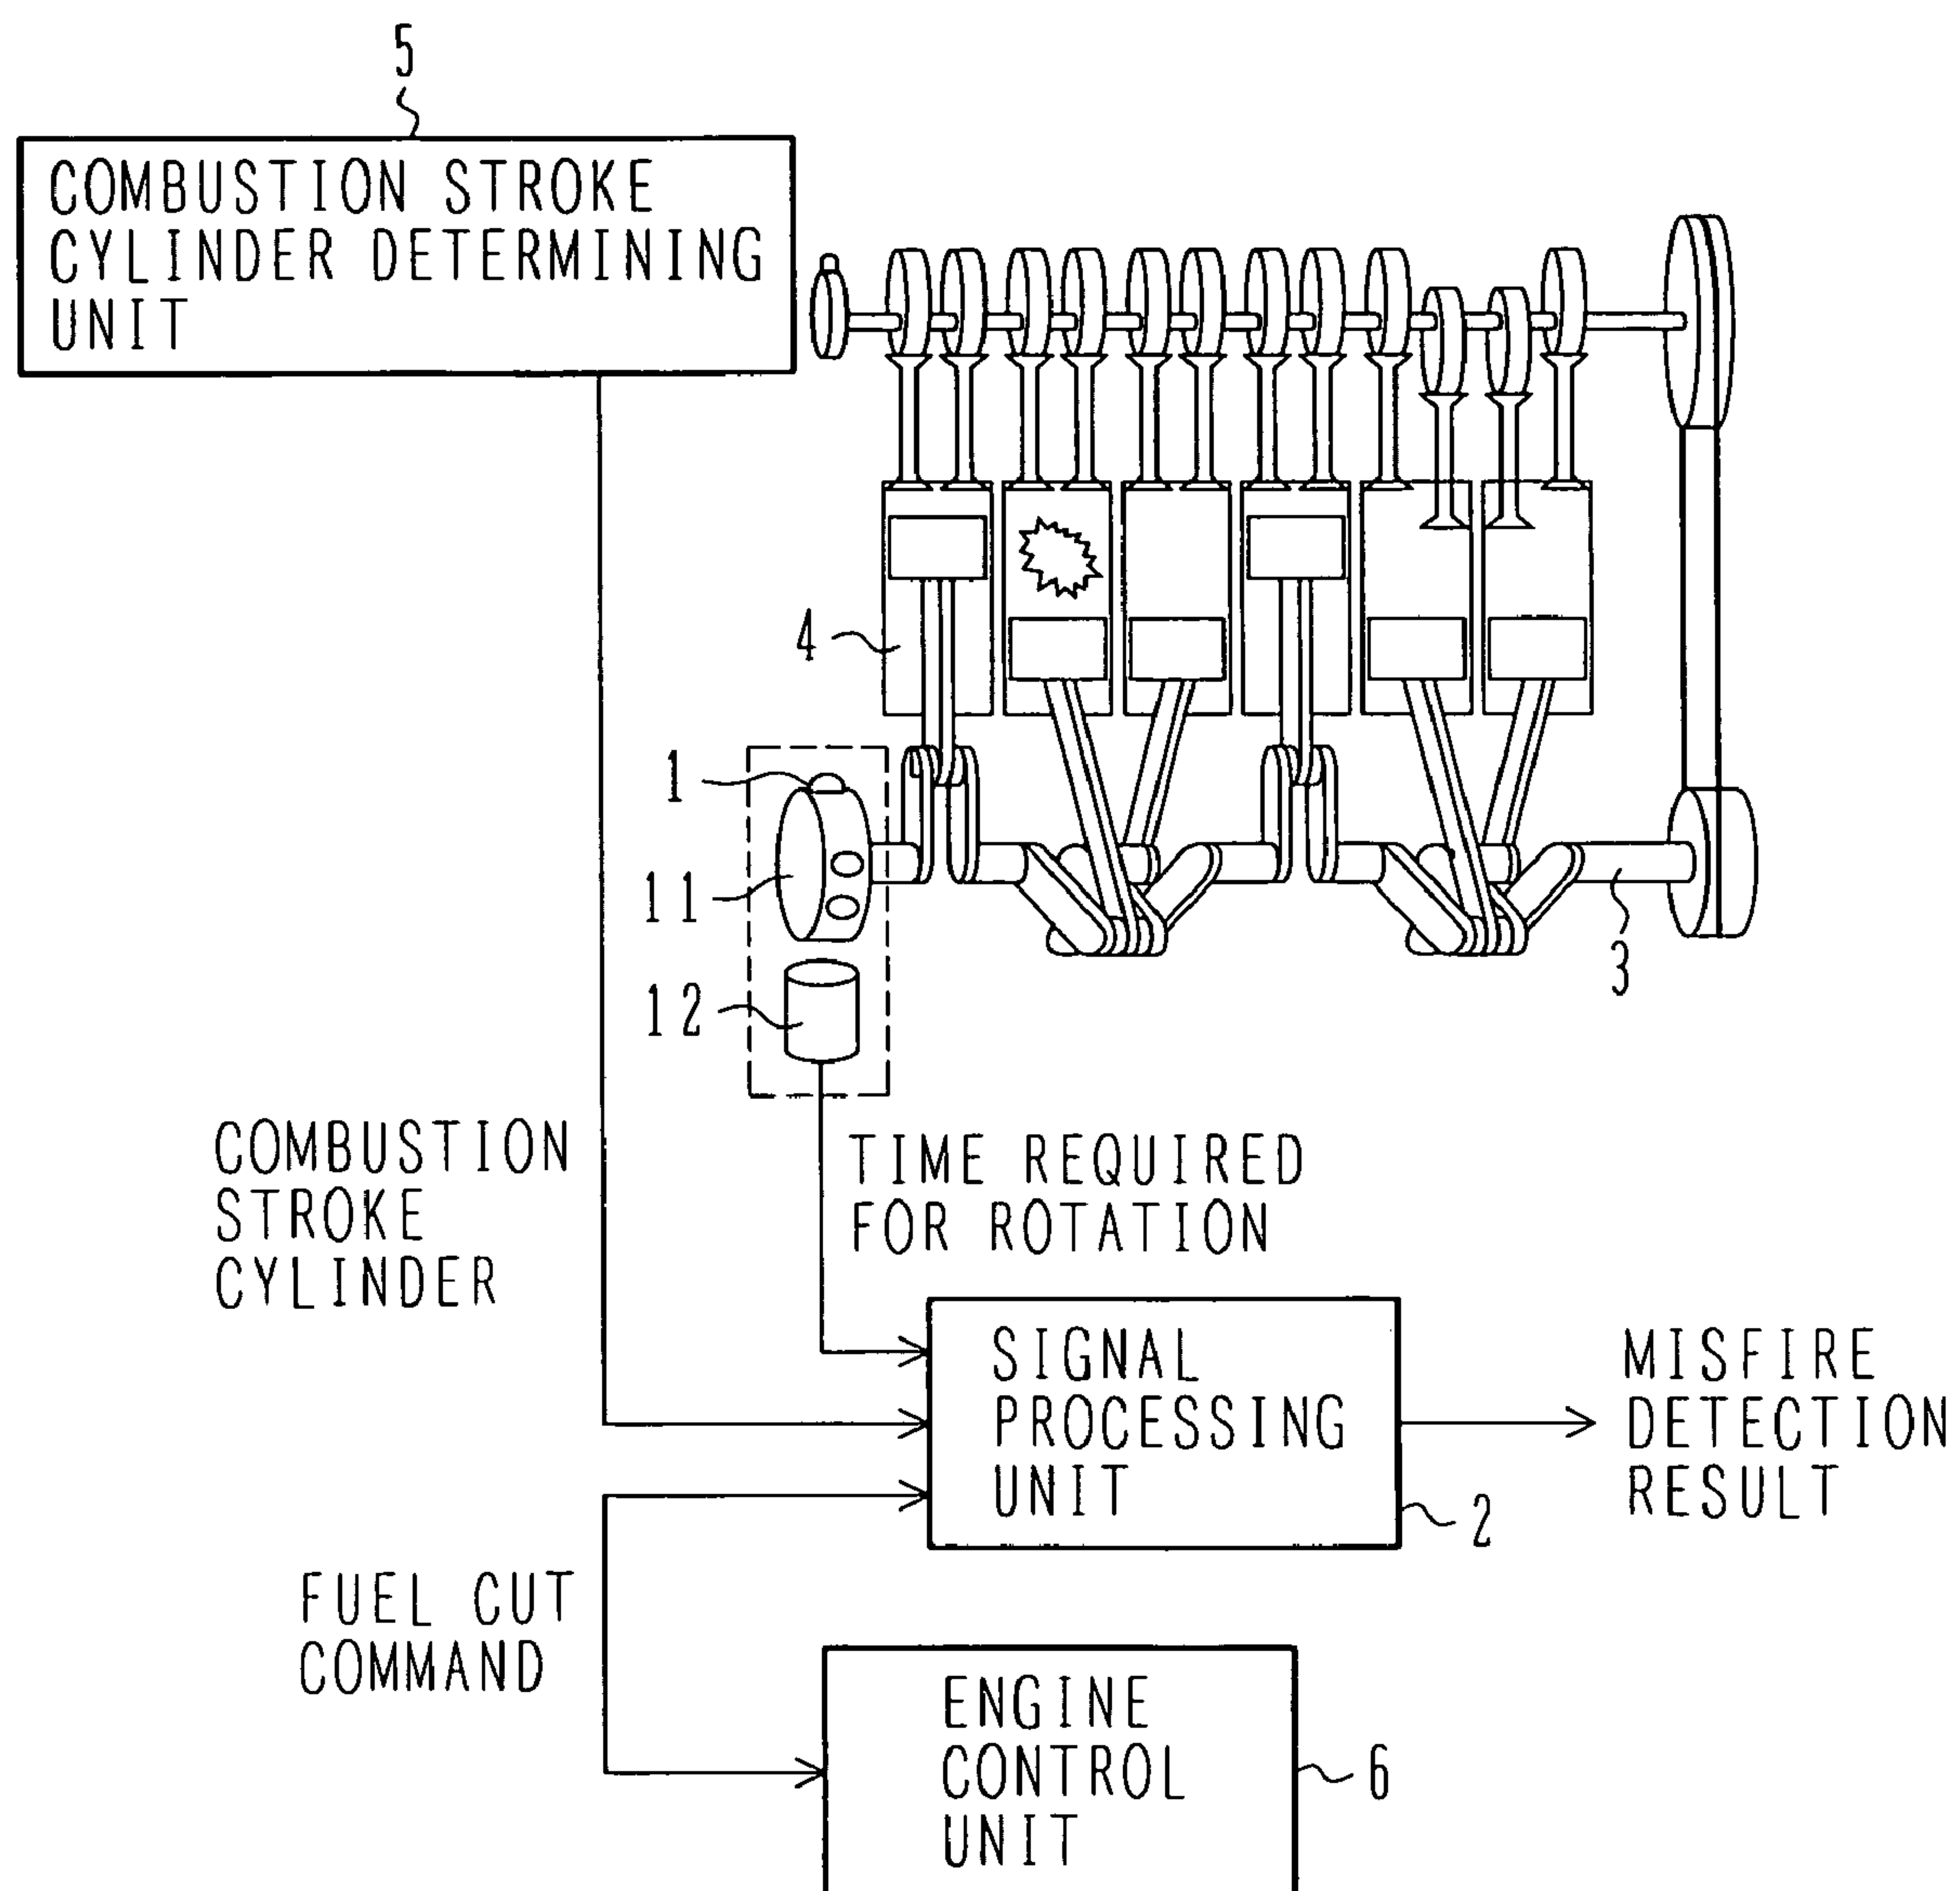 5
COMBUSTION STROKE
CYLINDER DETERMINING
UNIT
4
1
11
3
12
COMBUSTION
STROKE
CYLINDER
TIME REQUIRED
FOR ROTATION
SIGNAL
PROCESSING
UNIT
2
MISFIRE
DETECTION
RESULT
FUEL CUT
COMMAND
ENGINE
CONTROL
UNIT
6